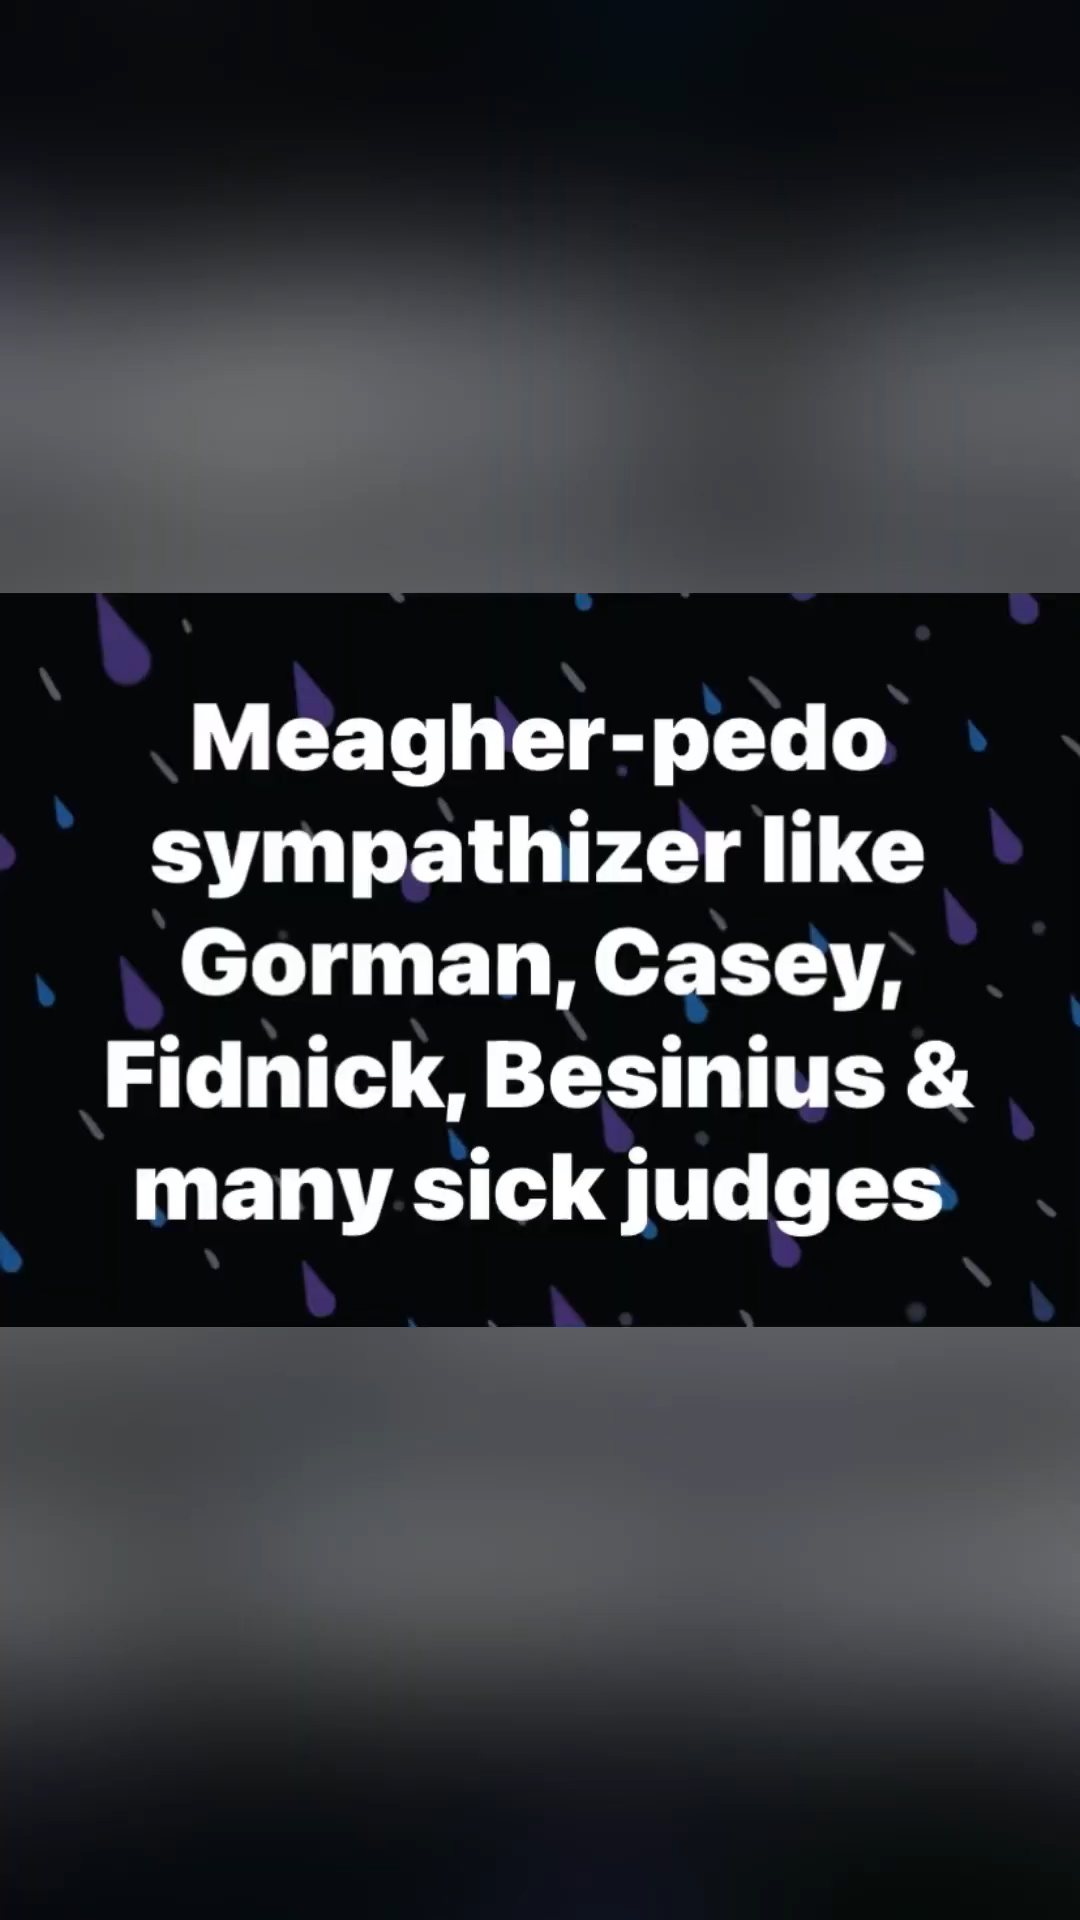 Meagher-pedo
sympathizer like
Gorman, Casey,
Fidnick, Besinius &
many sick judges